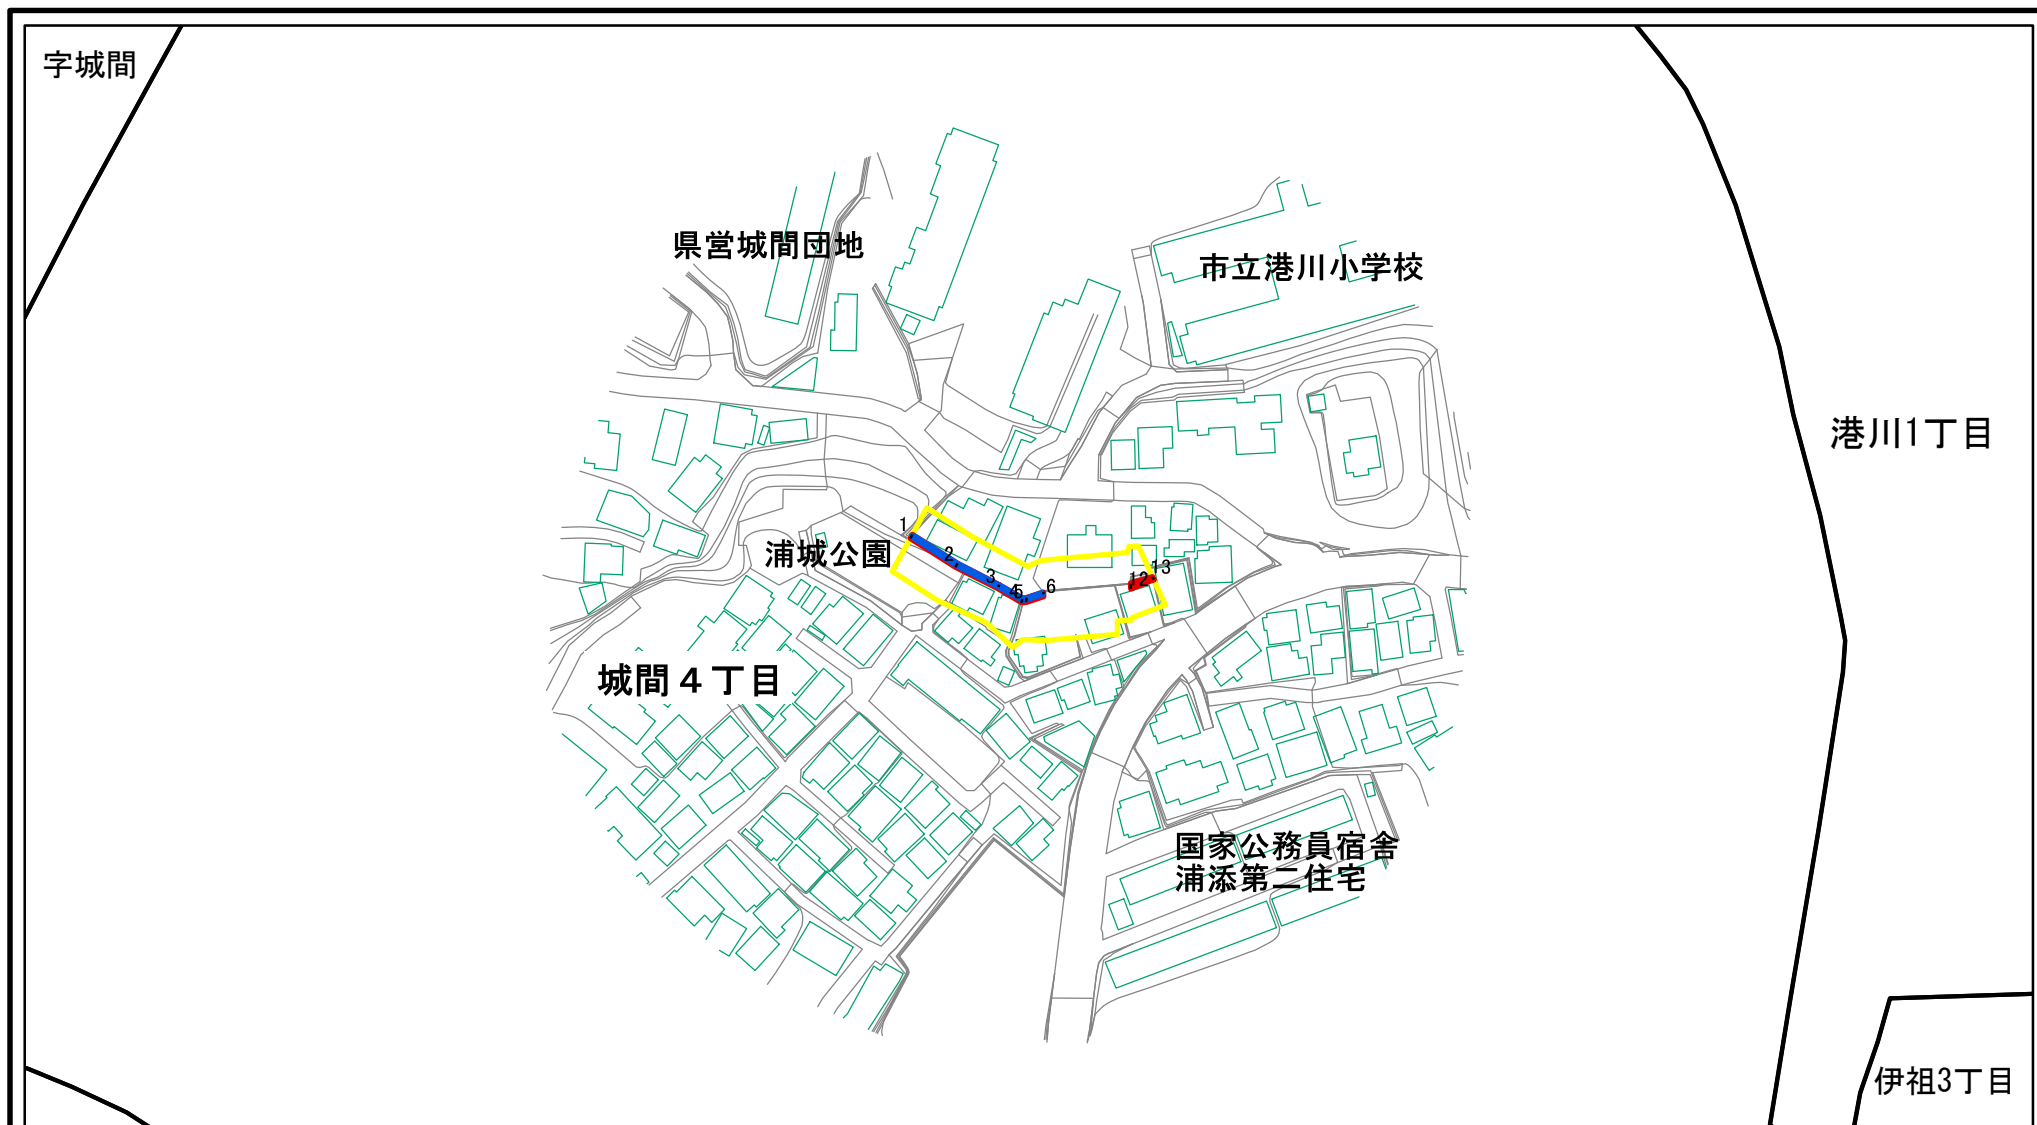 字城間
県営城間団地
市立港川小学校
港川1丁目
1
浦城公園
2
3
4
5
6
12
13
城間４丁目
国家公務員宿舎
浦添第二住宅
伊祖3丁目